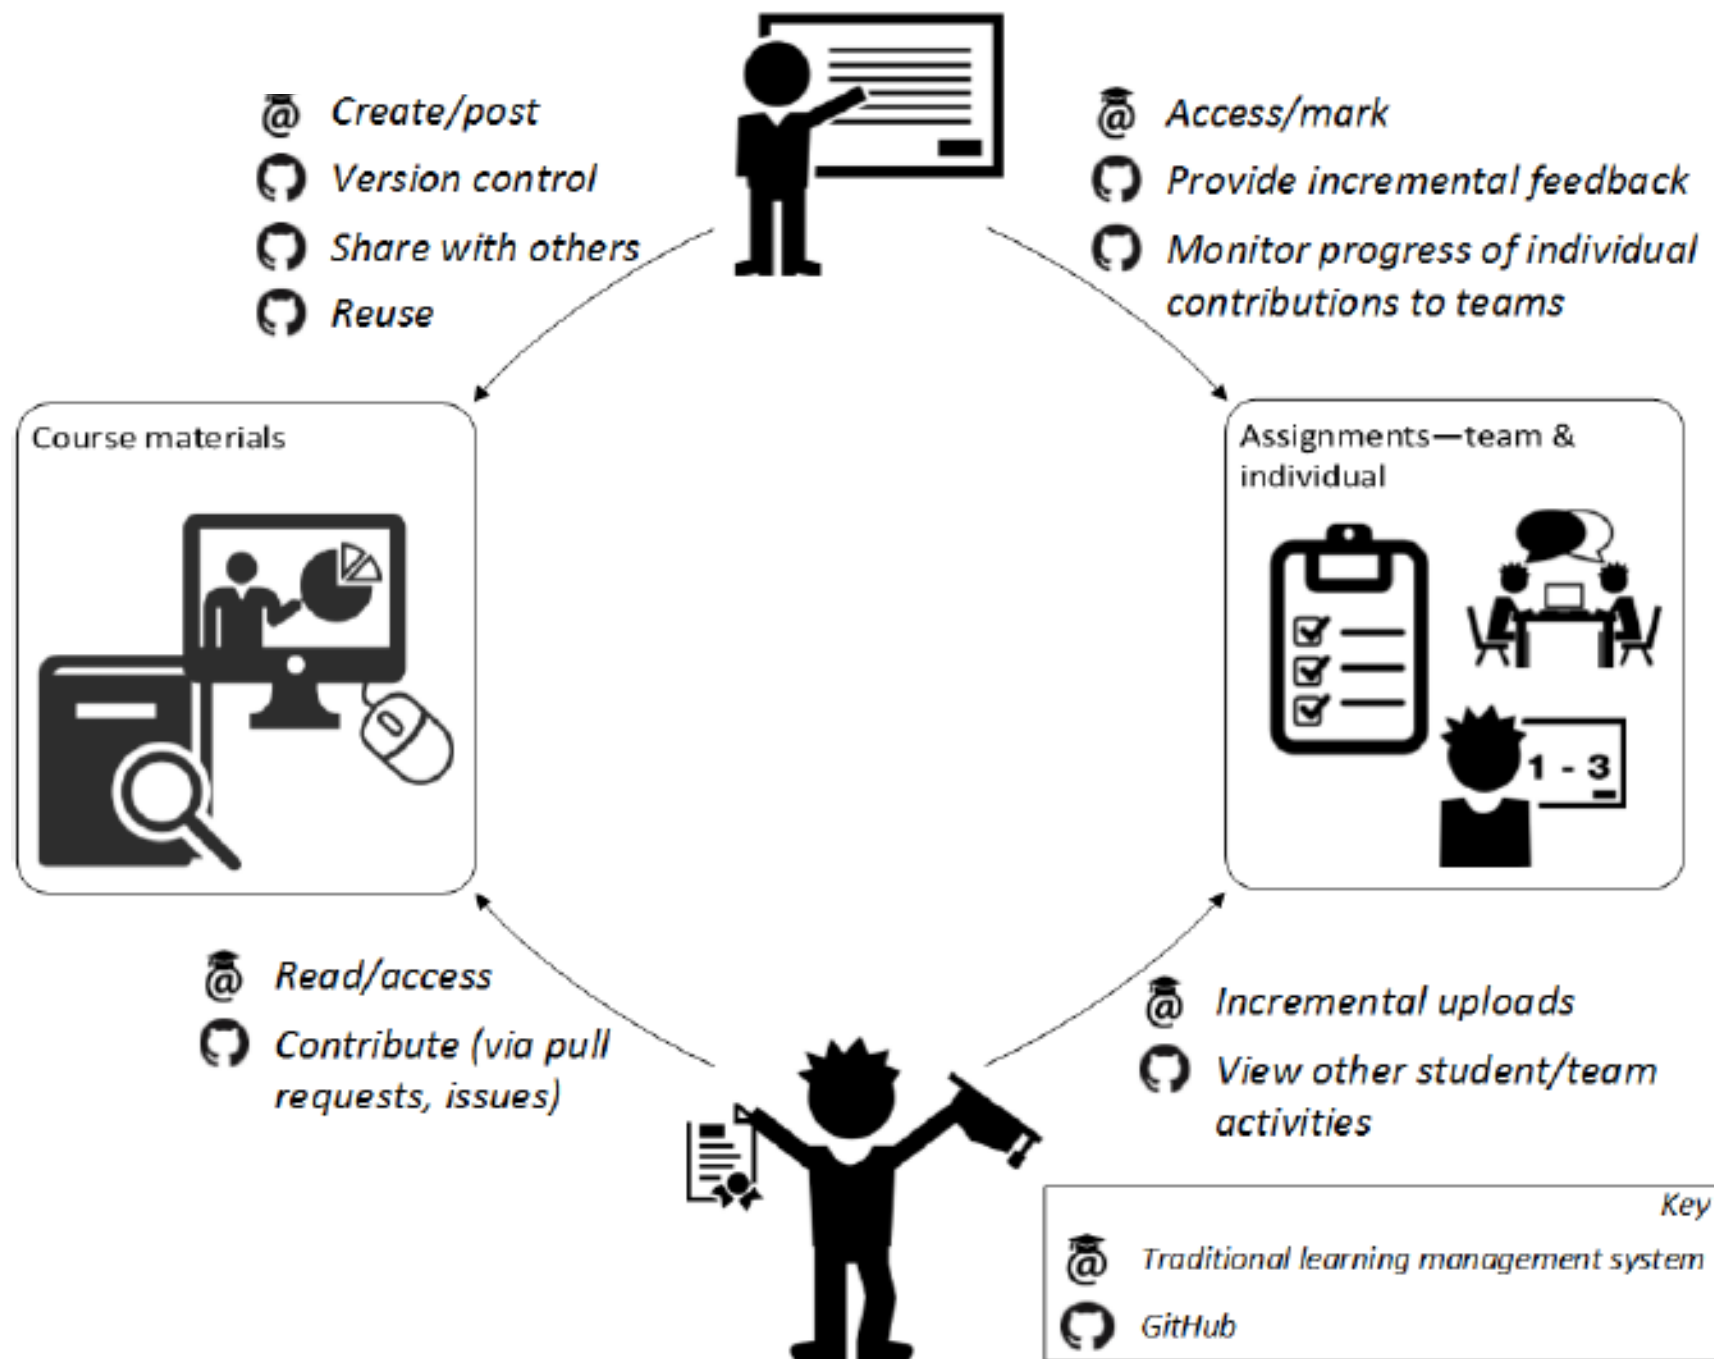 Create/post
Version control
Share with others
Reuse
Access/mark
Provide incremental feedback
Monitor progress of individual
contributions to teams
Course materials
Assignments—team &
individual
1 - 3
Read/access
Contribute (via pull
requests, issues)
Incremental uploads
View other student/team
activities
Key
@ Traditional learning management system
GitHub